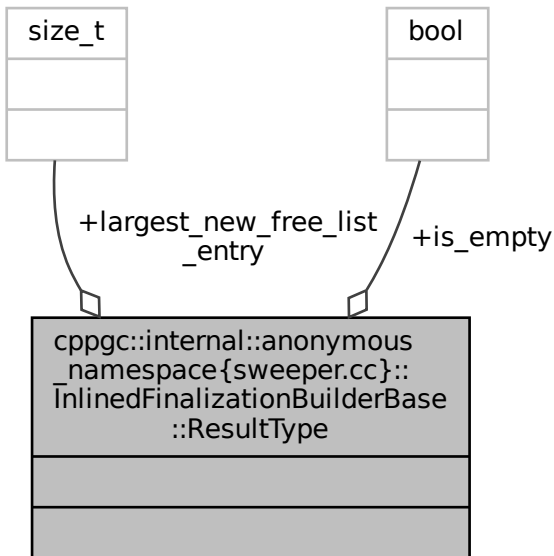 size_t
bool
+largest_new_free_list
_entry
+is_empty
cppgc::internal::anonymous
_namespace{sweeper.cc}::
InlinedFinalizationBuilderBase
::ResultType